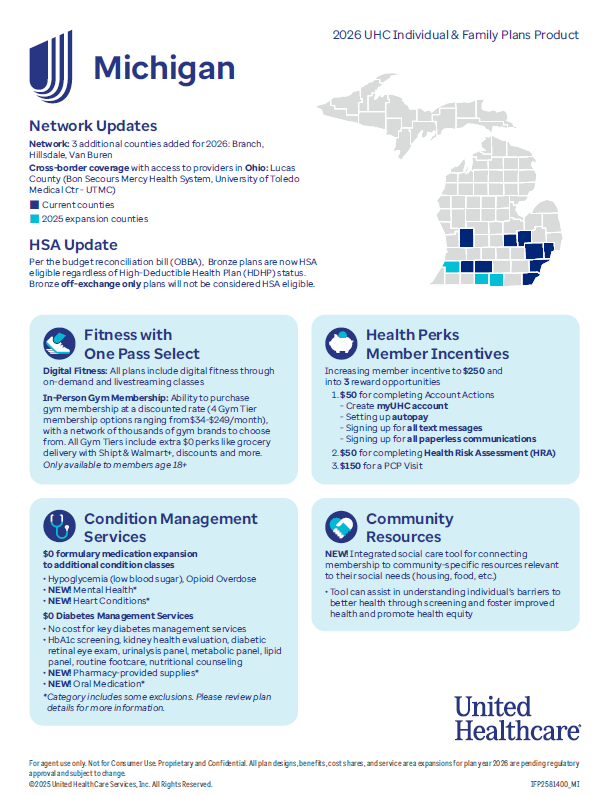 2026 UHC Individual & Family Plans Product
Michigan
Network Updates
Network: 3 additional counties added for 2026: Branch,
Hillsdale, Van Buren
Cross-border coverage with access to providers in Ohio: Lucas
County (Bon Secours Mercy Health System, University of Toledo
Medical Ctr - UTMC)
Current counties
2025 expansion counties
HSA Update
Per the budget reconciliation bill (OBBA), Bronze plans are now HSA
eligible regardless of High-Deductible Health Plan (HDHP) status.
Bronze off-exchange only plans will not be considered HSA eligible.
Fitness with
One Pass Select
Digital Fitness: All plans include digital fitness through
on-demand and livestreaming classes
In-Person Gym Membership: Ability to purchase
gym membership at a discounted rate (4 Gym Tier
membership options ranging from$34-$249/month),
with a network of thousands of gym brands to choose
from. All Gym Tiers include extra $0 perks like grocery
delivery with Shipt & Walmart+, discounts and more.
Only available to members age 18+
Health Perks
Member Incentives
Increasing member incentive to $250 and
into 3 reward opportunities
1. $50 for completing Account Actions
- Create myUHC account
- Setting up autopay
- Signing up for all text messages
- Signing up for all paperless communications
2. $50 for completing Health Risk Assessment (HRA)
3. $150 for a PCP Visit
Condition Management
Services
$0 formulary medication expansion
to additional condition classes
• Hypoglycemia (low blood sugar), Opioid Overdose
• NEW! Mental Health*
• NEW! Heart Conditions*
$0 Diabetes Management Services
• No cost for key diabetes management services
• HbA1c screening, kidney health evaluation, diabetic
retinal eye exam, urinalysis panel, metabolic panel, lipid
panel, routine footcare, nutritional counseling
• NEW! Pharmacy-provided supplies*
• NEW! Oral Medication*
*Category includes some exclusions. Please review plan
details for more information.
Community
Resources
NEW! Integrated social care tool for connecting
membership to community-specific resources relevant
to their social needs (housing, food, etc.)
• Tool can assist in understanding individual's barriers to
better health through screening and foster improved
health and promote health equity
United
Healthcare®
For agent use only. Not for Consumer Use. Proprietary and Confidential. All plan designs, benefits, cost shares, and service area expansions for plan year 2026 are pending regulatory
approval and subject to change.
©2025 United HealthCare Services, Inc. All Rights Reserved.
IFP2581400_MI